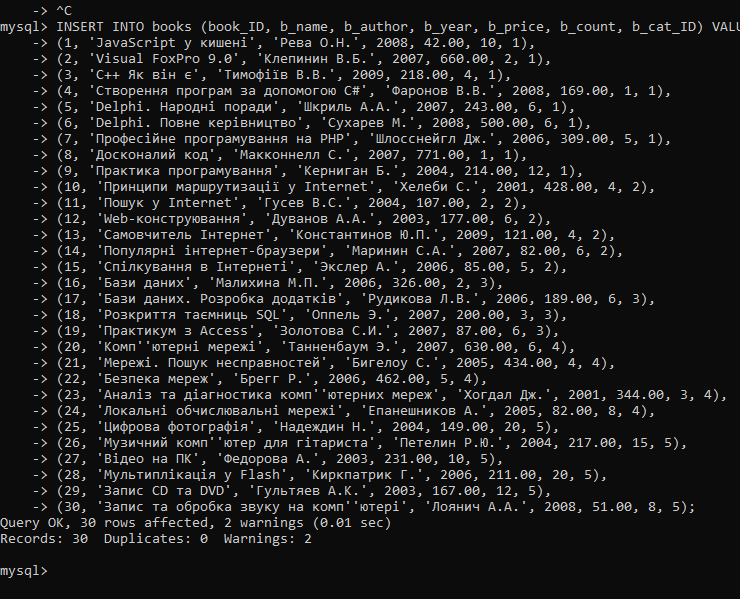 -> ^C
mysql> INSERT INTO books (book_ID, b_name, b_author, b_year, b_price, b_count, b_cat_ID) VALU
-> (1, 'JavaScript у кишені', 'Рева О.Н.', 2008, 42.00, 10, 1),
-> (2, 'Visual FoxPro 9.0', 'Клепинин В.Б.', 2007, 660.00, 2, 1),
-> (3, 'C++ Як він є', 'Тимофіїв В.В.', 2009, 218.00, 4, 1),
-> (4, 'Створення програм за допомогою C#', 'Фаронов В.В.', 2008, 169.00, 1, 1),
-> (5, 'Delphi. Народні поради', 'Шкриль А.А.', 2007, 243.00, 6, 1),
-> (6, 'Delphi. Повне керівництво', 'Сухарев М.', 2008, 500.00, 6, 1),
-> (7, 'Професійне програмування на PHP', 'Шлосснейгл Дж.', 2006, 309.00, 5, 1),
-> (8, 'Досконалий код', 'Макконнелл С.', 2007, 771.00, 1, 1),
-> (9, 'Практика програмування', 'Керниган Б.', 2004, 214.00, 12, 1),
-> (10, 'Принципи маршрутизації у Internet', 'Хелеби С.', 2001, 428.00, 4, 2),
-> (11, 'Пошук у Internet', 'Гусев В.С.', 2004, 107.00, 2, 2),
-> (12, 'Web-конструювання', 'Дуванов А.А.', 2003, 177.00, 6, 2),
-> (13, 'Самовчитель Інтернет', 'Константинов Ю.П.', 2009, 121.00, 4, 2),
-> (14, 'Популярні інтернет-браузери', 'Маринин С.А.', 2007, 82.00, 6, 2),
-> (15, 'Спілкування в Інтернеті', 'Экслер А.', 2006, 85.00, 5, 2),
-> (16, 'Бази даних', 'Малихина М.П.', 2006, 326.00, 2, 3),
-> (17, 'Бази даних. Розробка додатків', 'Рудикова Л.В.', 2006, 189.00, 6, 3),
-> (18, 'Розкриття таємниць SQL', 'Оппель Э.', 2007, 200.00, 3, 3),
-> (19, 'Практикум з Access', 'Золотова С.И.', 2007, 87.00, 6, 3),
-> (20, 'Комп''ютерні мережі', 'Танненбаум Э.', 2007, 630.00, 6, 4),
-> (21, 'Мережі. Пошук несправностей', 'Бигелоу С.', 2005, 434.00, 4, 4),
-> (22, 'Безпека мереж', 'Брегг Р.', 2006, 462.00, 5, 4),
-> (23, 'Аналіз та діагностика комп''ютерних мереж', 'Хогдал Дж.', 2001, 344.00, 3, 4),
-> (24, 'Локальні обчислювальні мережі', 'Епанешников А.', 2005, 82.00, 8, 4),
-> (25, 'Цифрова фотографія', 'Надеждин Н.', 2004, 149.00, 20, 5),
-> (26, 'Музичний комп''ютер для гітариста', 'Петелин Р.Ю.', 2004, 217.00, 15, 5),
-> (27, 'Відео на ПК', 'Федорова А.', 2003, 231.00, 10, 5),
-> (28, 'Мультиплікація у Flash', 'Киркпатрик Г.', 2006, 211.00, 20, 5),
-> (29, 'Запис CD та DVD', 'Гультяев А.К.', 2003, 167.00, 12, 5),
-> (30, 'Запис та обробка звуку на комп''ютері', 'Лоянич А.А.', 2008, 51.00, 8, 5);
Query OK, 30 rows affected, 2 warnings (0.01 sec)
Records: 30  Duplicates: 0  Warnings: 2
mysql>